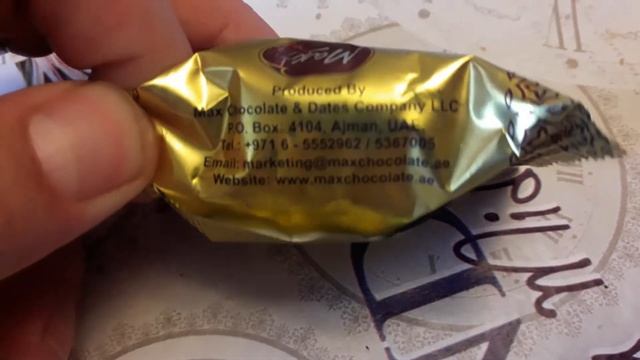 Max's
Produced By
Max Chocolate & Dates Company LLC
P.O. Box: 4104, Ajman, UAE
Tel.: +971 6 - 5552962 / 5367005
Email: marketing@maxchocolate.ae
Website: www.maxchocolate.ae